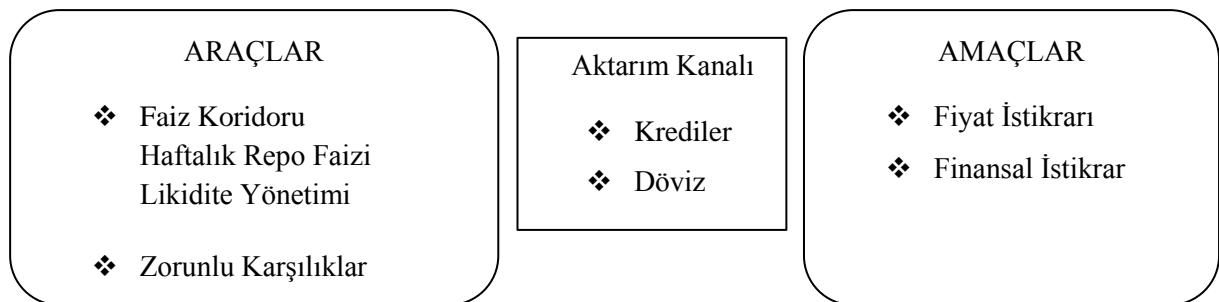 ARAÇLAR
❖ Faiz Koridoru
Haftalık Repo Faizi
Likidite Yönetimi
❖ Zorunlu Karşılıklar
Aktarım Kanalı
❖ Krediler
❖ Döviz
AMAÇLAR
❖ Fiyat İstikrarı
❖ Finansal İstikrar